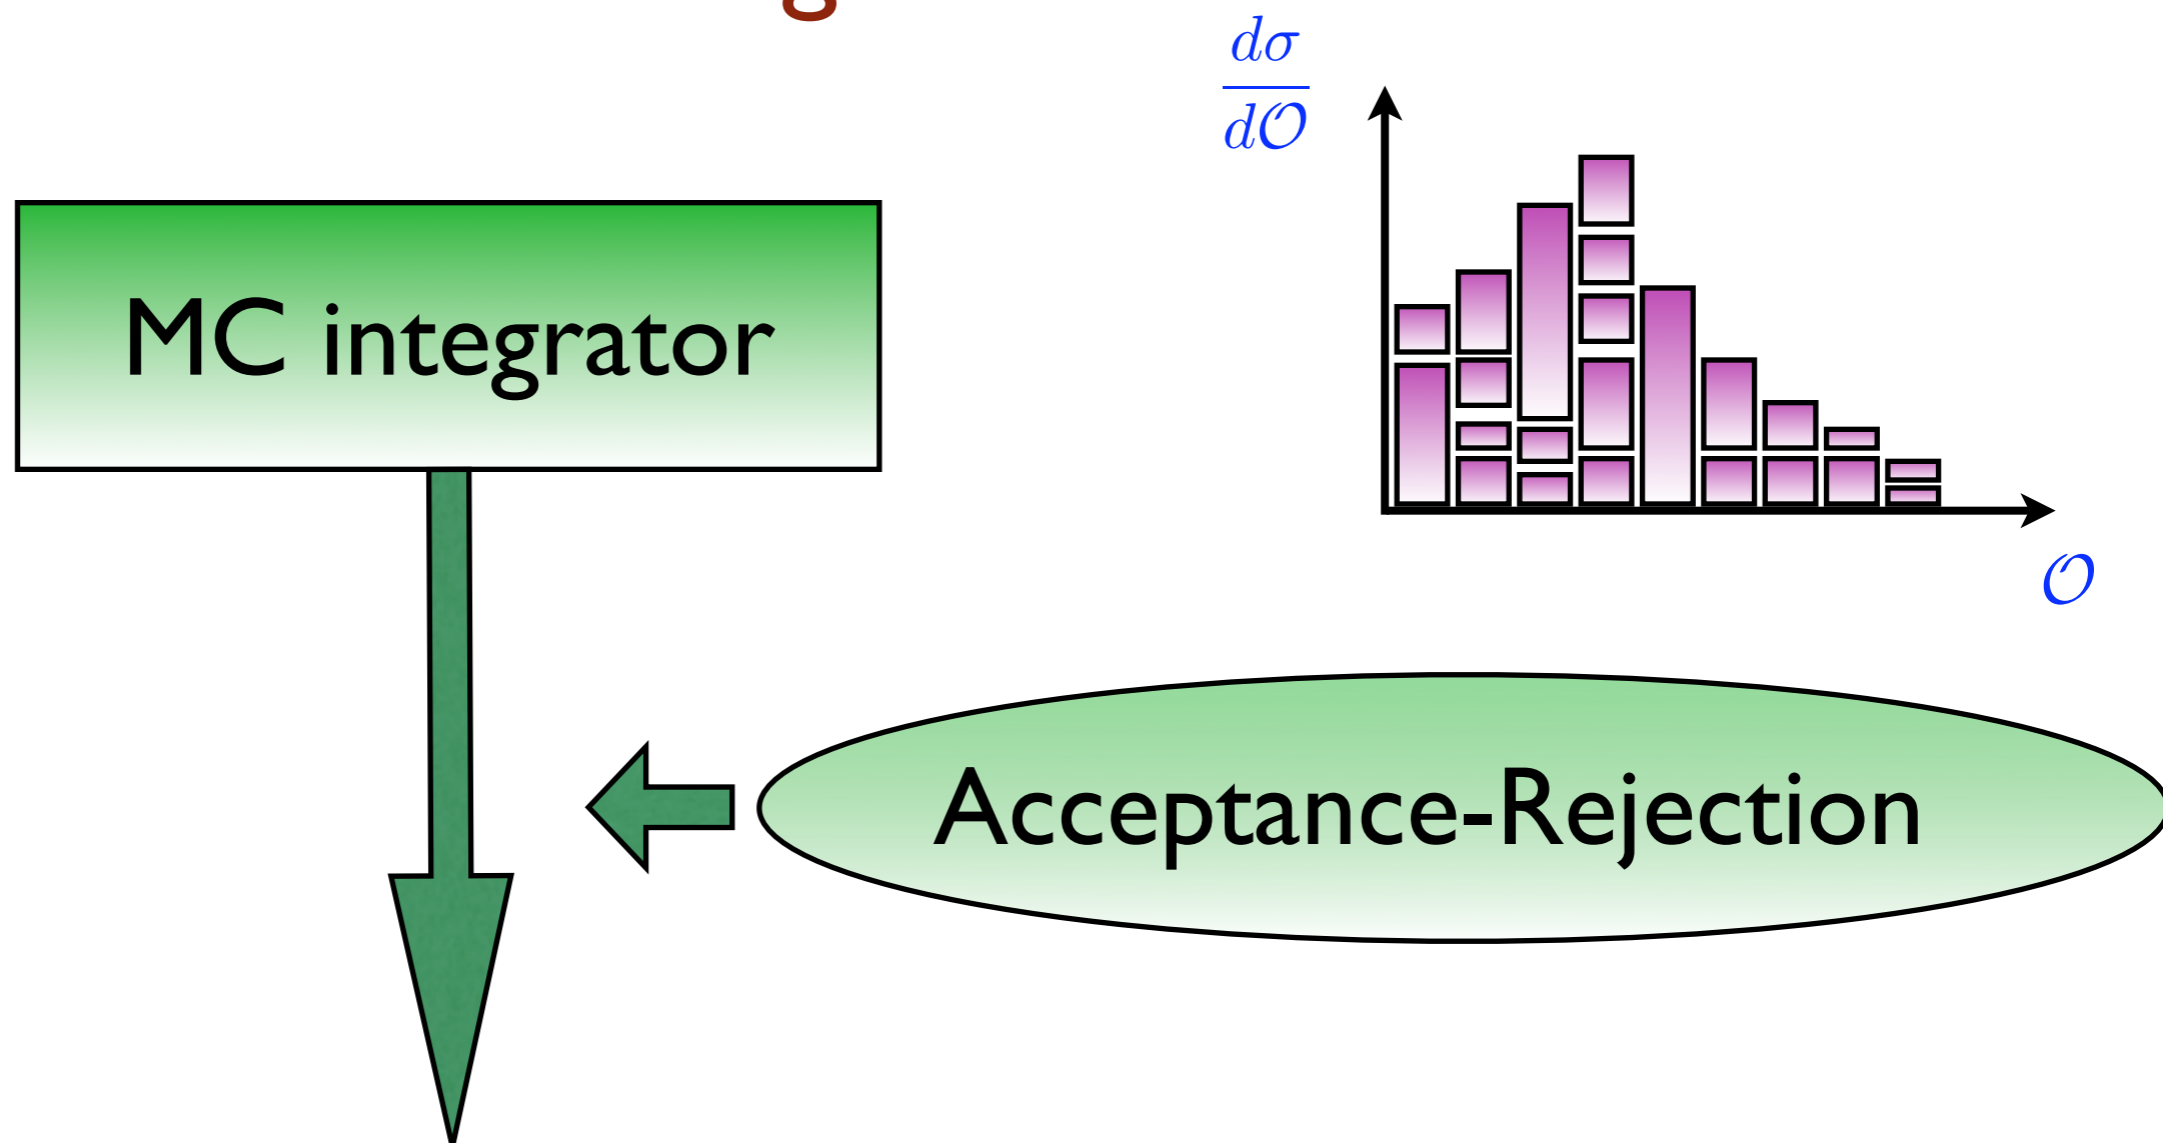 dσ
dO
MC integrator
O
Acceptance-Rejection